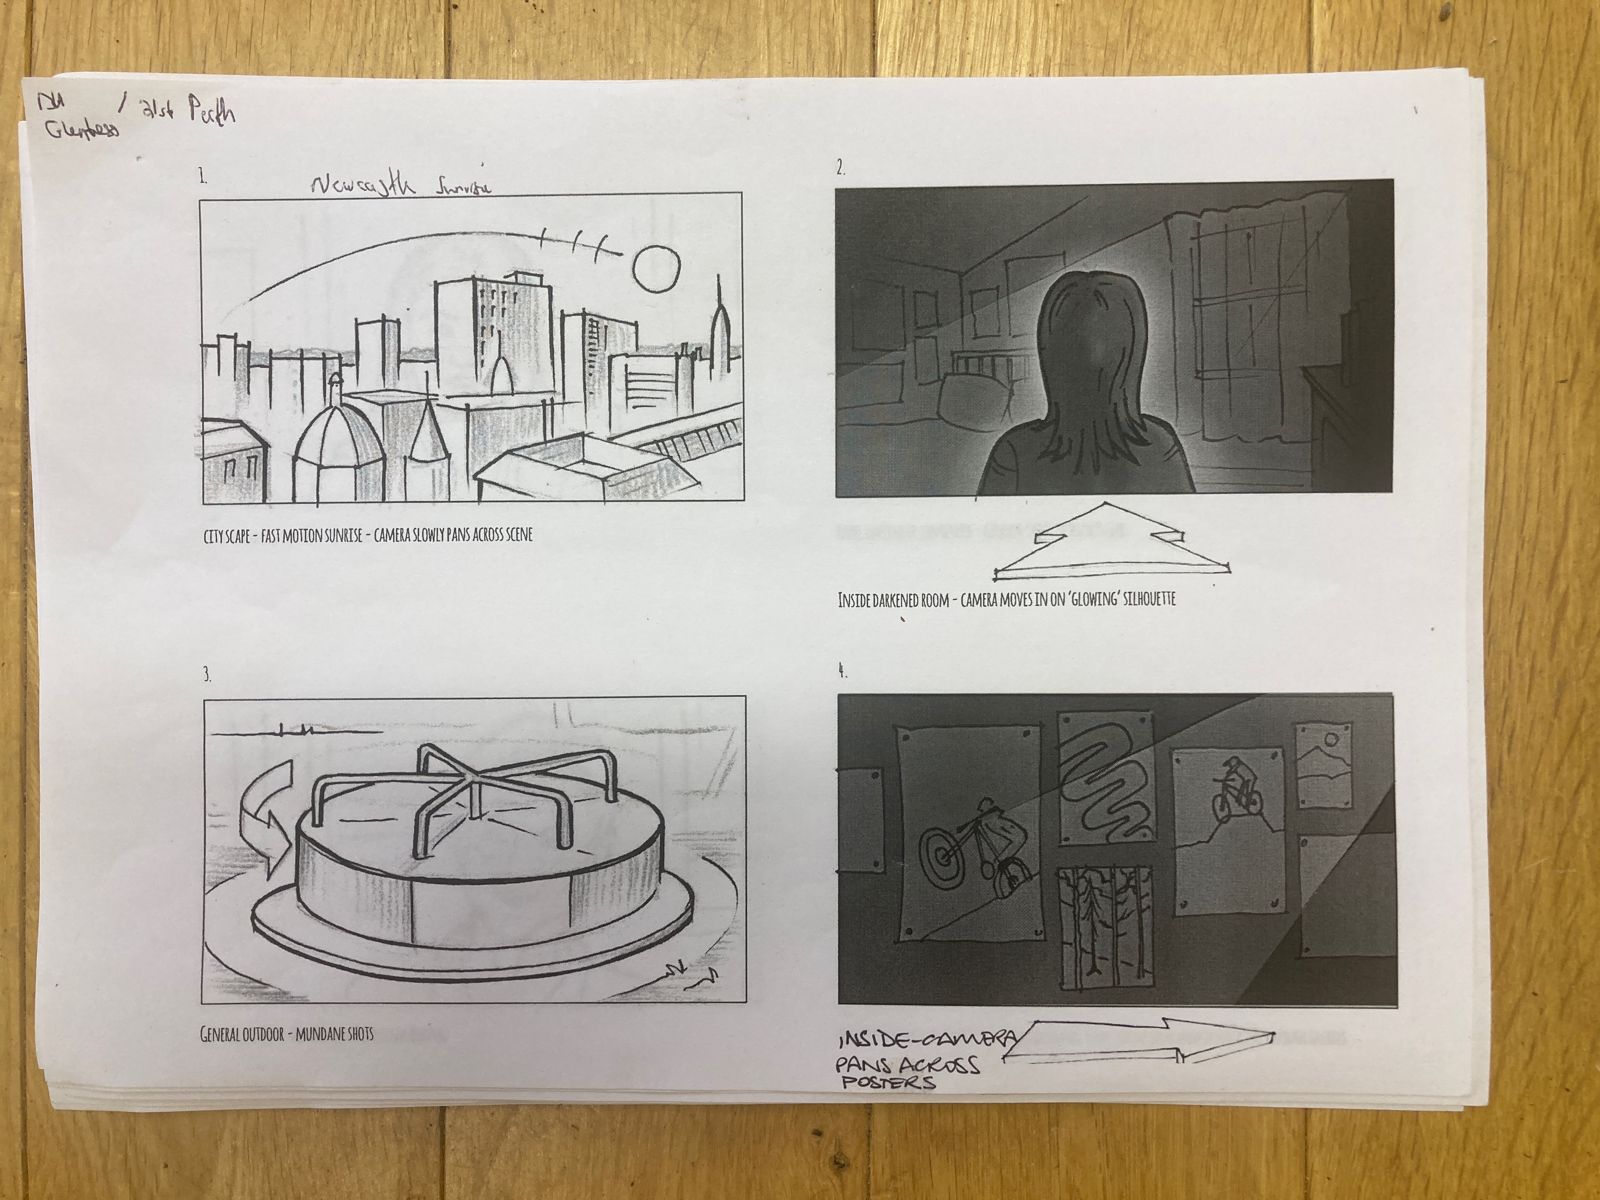 / 21st Perth
1.
Newcastle Sunrise
CITY SCAPE - FAST MOTION SUNRISE - CAMERA SLOWLY PANS ACROSS SCENE
2.
INSIDE DARKENED ROOM - CAMERA MOVES IN ON 'GLOWING' SILHOUETTE
3.
GENERAL OUTDOOR - MUNDANE SHOTS
4.
INSIDE-CAMERA
PANS ACROSS
POSTERS